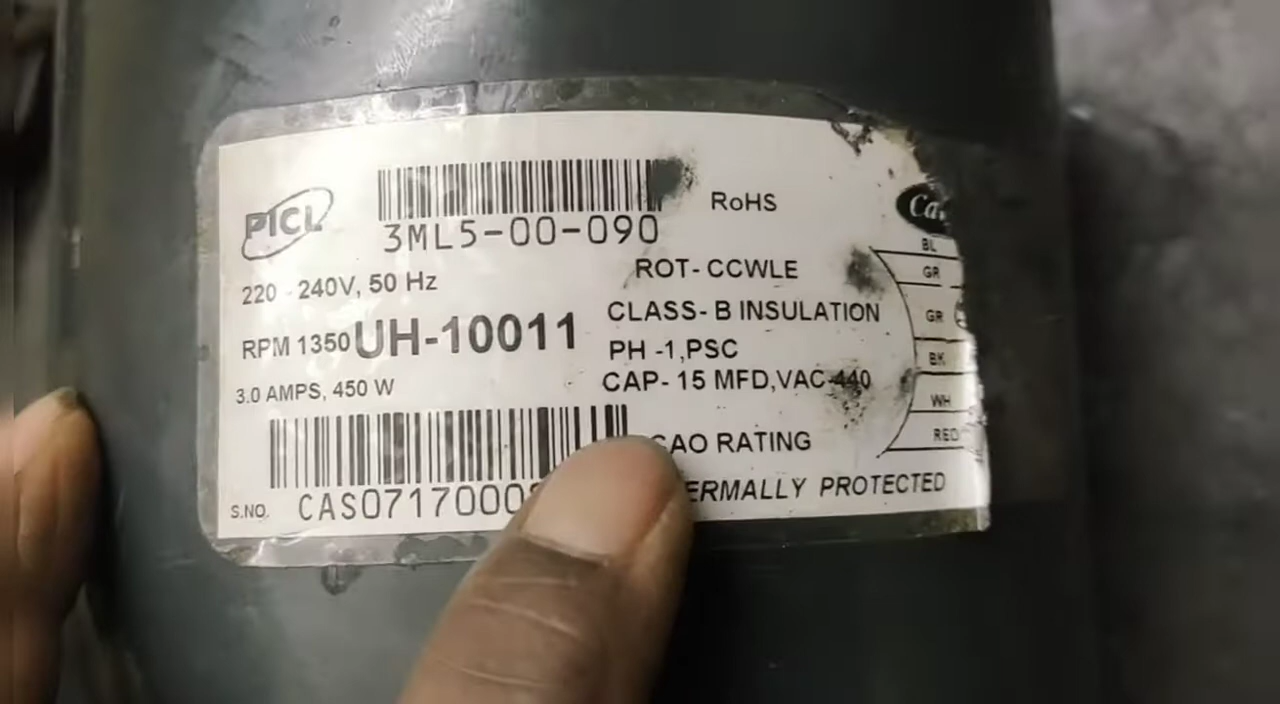 PICL
3ML5-00-090
RoHS
220 - 240V, 50 Hz
ROT- CCWLE
RPM 1350 UH-10011
CLASS- B INSULATION
PH -1,PSC
3.0 AMPS, 450 W
CAP- 15 MFD,VAC-440
RATING
PROTECTED
S.NO.
BL
GR
GR
BK
WH
RED